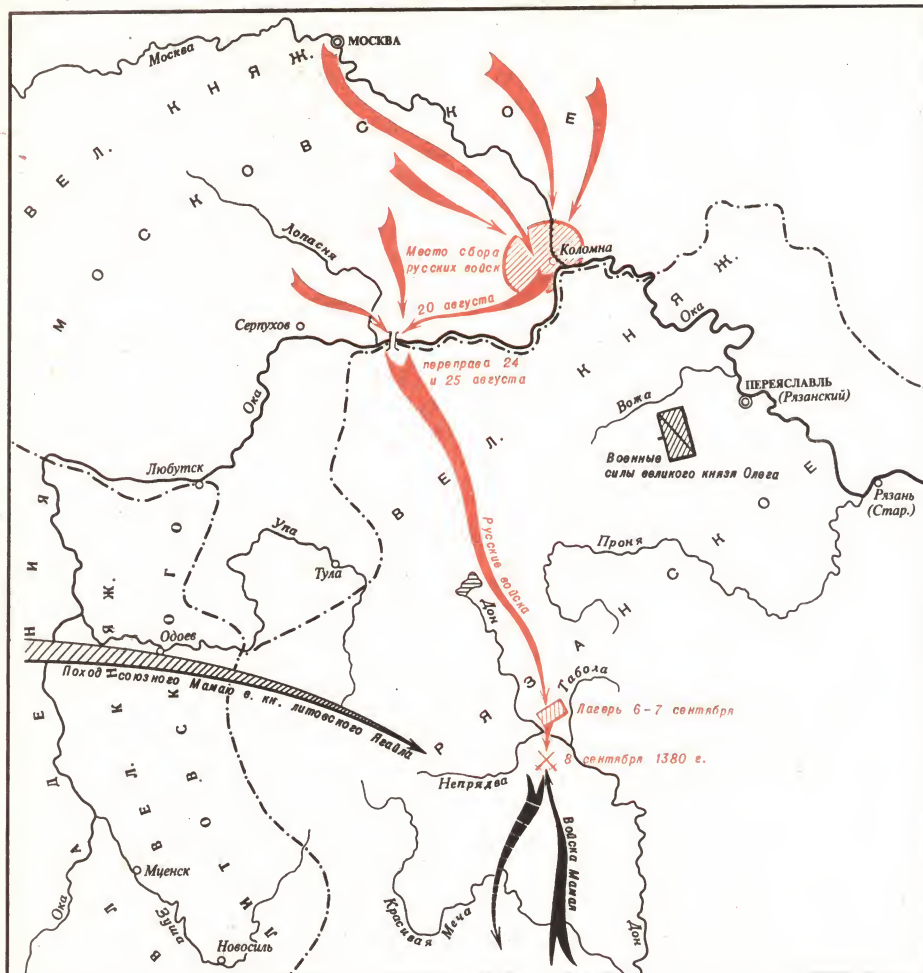 МОСКВА
Москва
ВЕЛ. КНЯЖ.
МОСКОВСКОЕ
Лопасня
Место сбора
русских войск
Коломна
20 августа
Серпухов
переправа 24
и 25 августа
Ока
Ока
Вожа
ПЕРЕЯСЛАВЛЬ
(Рязанский)
Военные
силы великого князя Олега
Рязань
(Стар.)
ВЕЛ. КНЯЖ.
РЯЗАНСКОЕ
Любутск
Упа
Тула
Русские войска
Проня
Дон
Одоев
Поход союзного Мамаю в. кн. литовского Ягайла
Табола
Лагерь 6-7 сентября
8 сентября 1380 г.
Непрядва
Войска Мамая
Красивая Меча
Дон
ВЛАДЕНИЯ
ВЕЛ. КНЯЖ.
ЛИТОВСКОГО
Мценск
Ока
Зуша
Новосиль